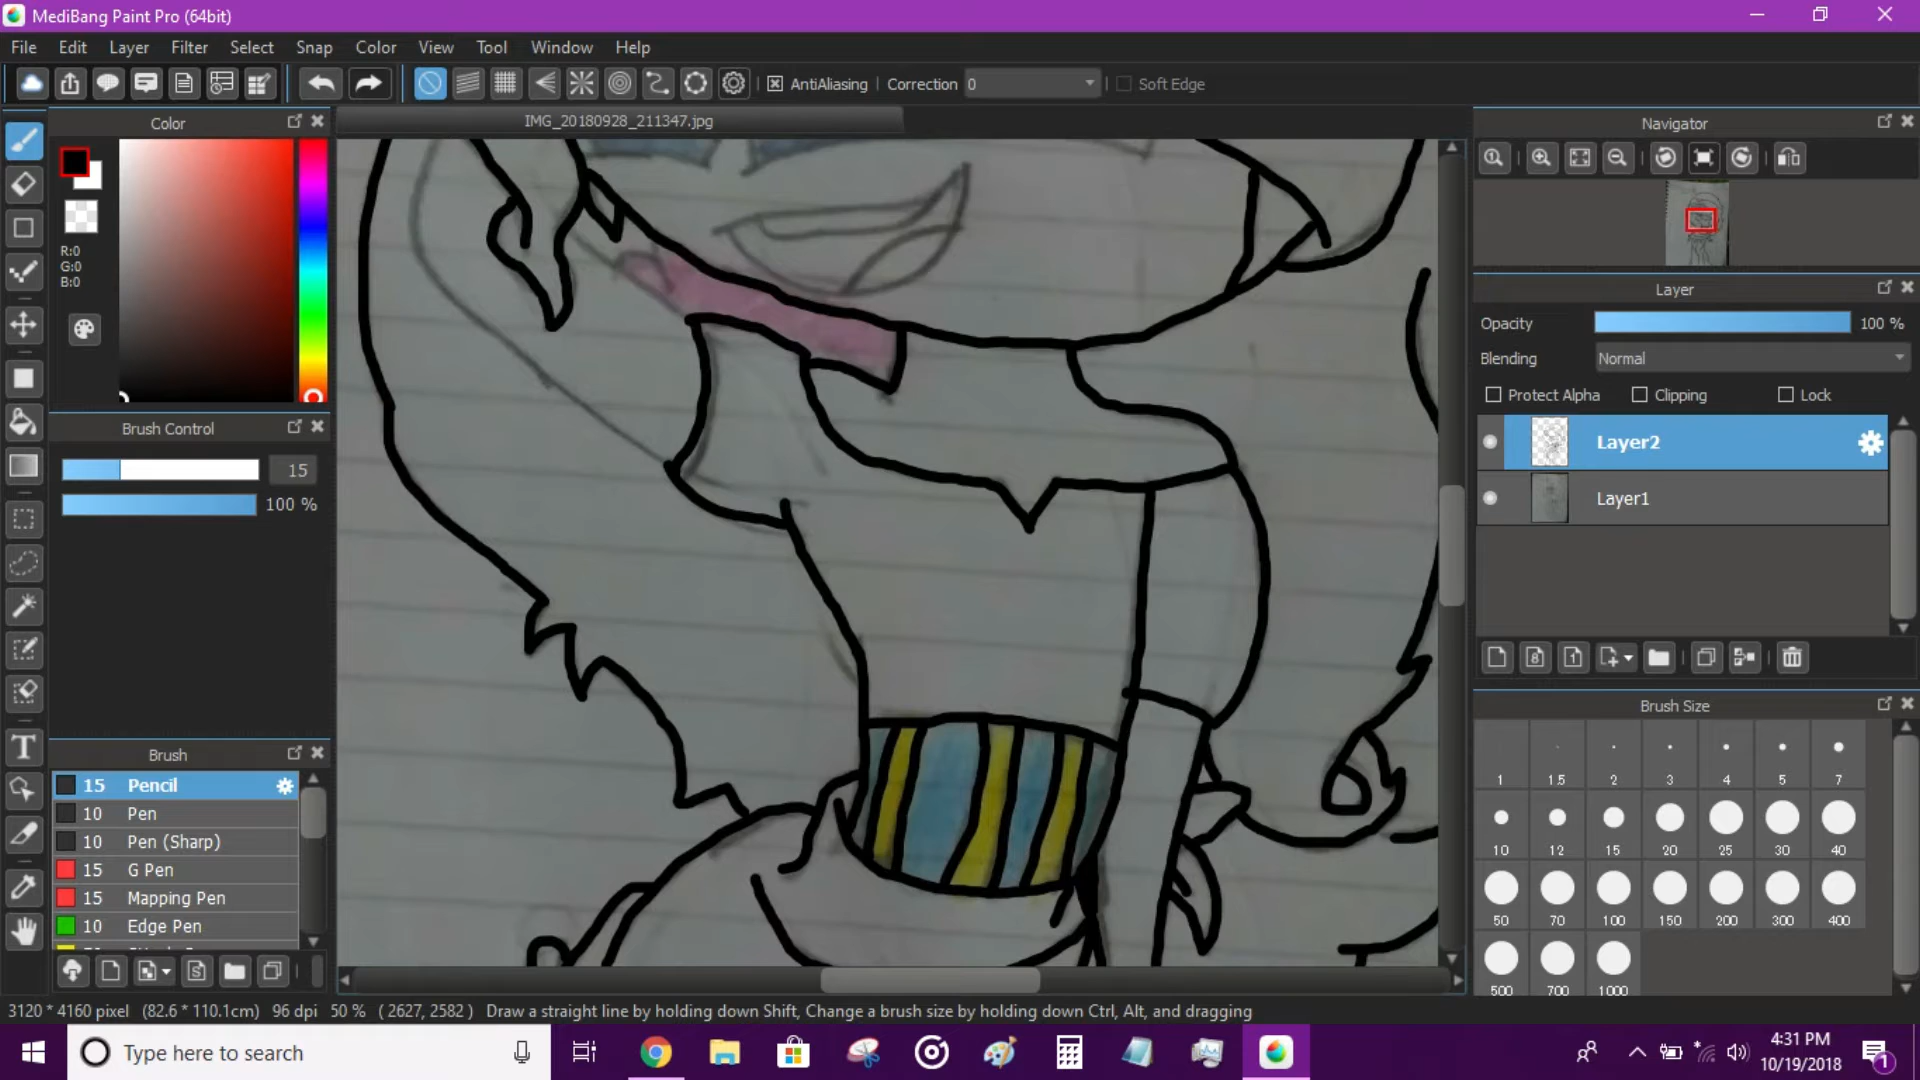 MediBang Paint Pro (64bit)
File Edit Layer Filter Select Snap Color View Tool Window Help
AntiAliasing Correction 0 Soft Edge
Color
IMG_20180928_211347.jpg
Navigator
R:0
G:0
B:0
Layer
Opacity 100 %
Blending Normal
Protect Alpha Clipping Lock
Layer2
Layer1
Brush Control
15
100 %
Brush Size
1 1.5 2 3 4 5 7
10 12 15 20 25 30 40
50 70 100 150 200 300 400
500 700 1000
Brush
15 Pencil
10 Pen
10 Pen (Sharp)
15 G Pen
15 Mapping Pen
10 Edge Pen
3120 * 4160 pixel (82.6 * 110.1cm) 96 dpi 50 % ( 2627, 2582 ) Draw a straight line by holding down Shift, Change a brush size by holding down Ctrl, Alt, and dragging
Type here to search
4:31 PM
10/19/2018
1